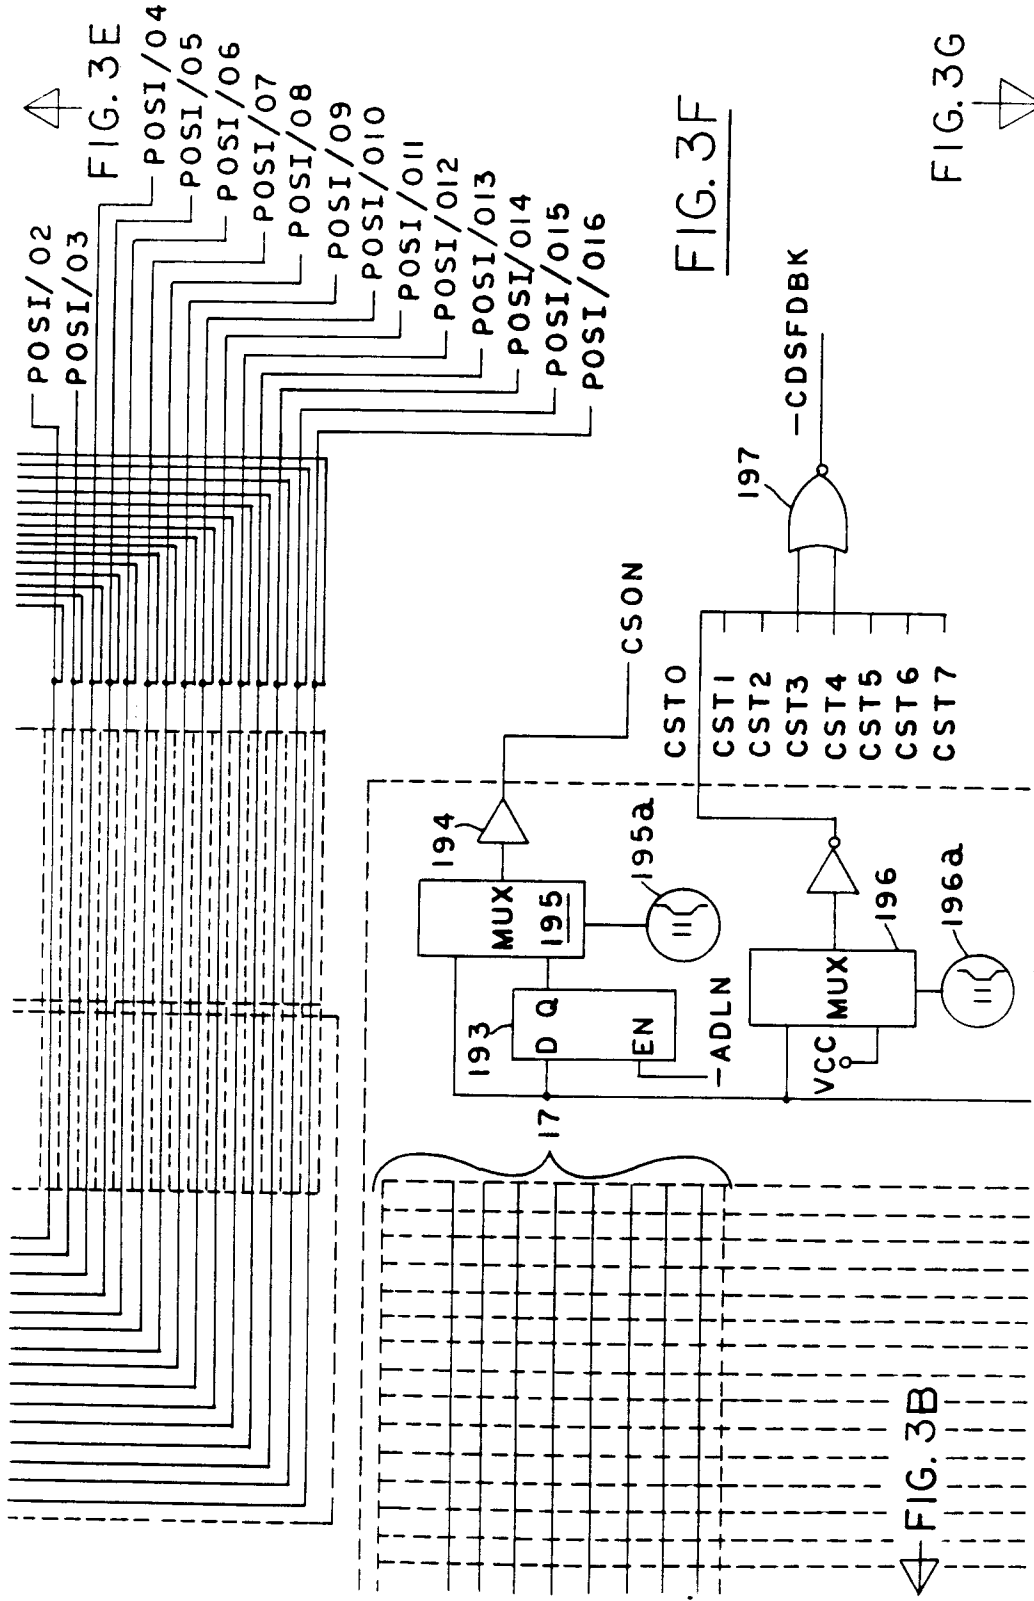 FIG. 3E
POSI/02
POSI/03
POSI/04
POSI/05
POSI/06
POSI/07
POSI/08
POSI/09
POSI/010
POSI/011
POSI/012
POSI/013
POSI/014
POSI/015
POSI/016
FIG. 3F
FIG. 3G
194
CSON
MUX
195
195a
193
D Q
EN
-ADLN
17
CST0
CST1
CST2
CST3
CST4
CST5
CST6
CST7
197
-CDSFDBK
VCC
MUX
196
196a
FIG. 3B